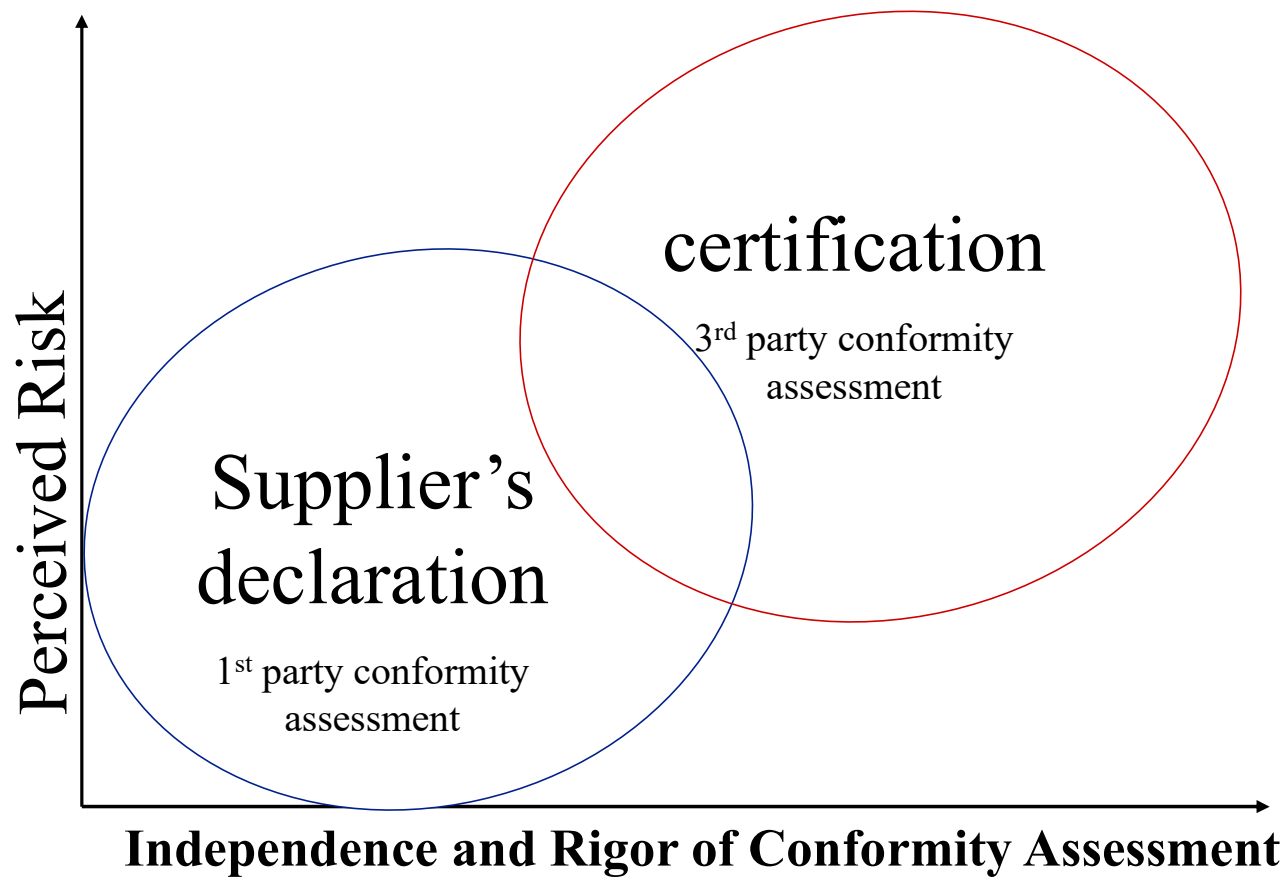 Perceived Risk
certification
3rd party conformity
assessment
Supplier’s
declaration
1st party conformity
assessment
Independence and Rigor of Conformity Assessment